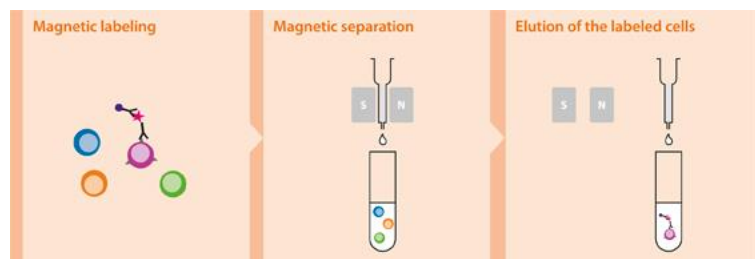 Magnetic labeling
Magnetic separation
Elution of the labeled cells
S N
S N